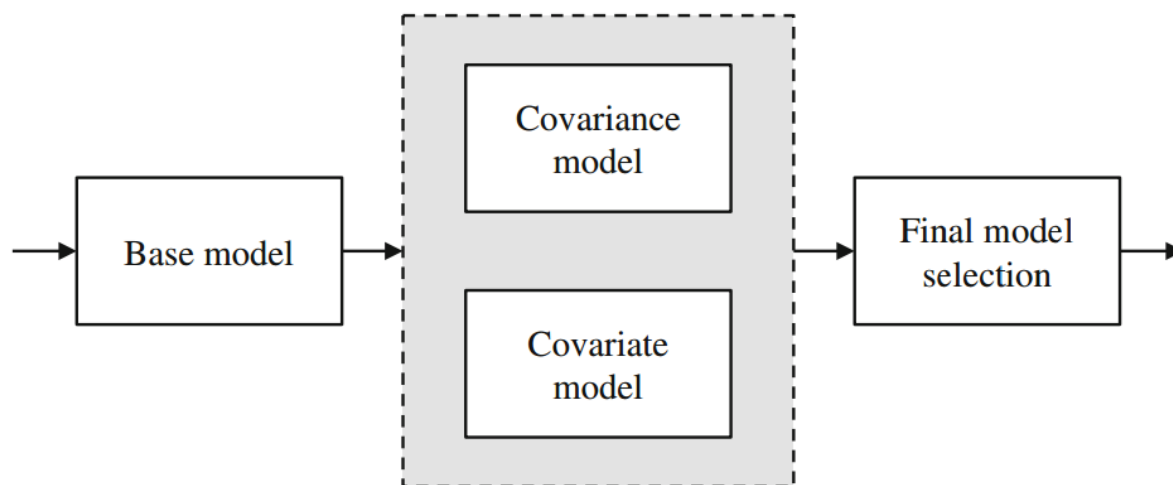 Base model
Covariance
model
Covariate
model
Final model
selection